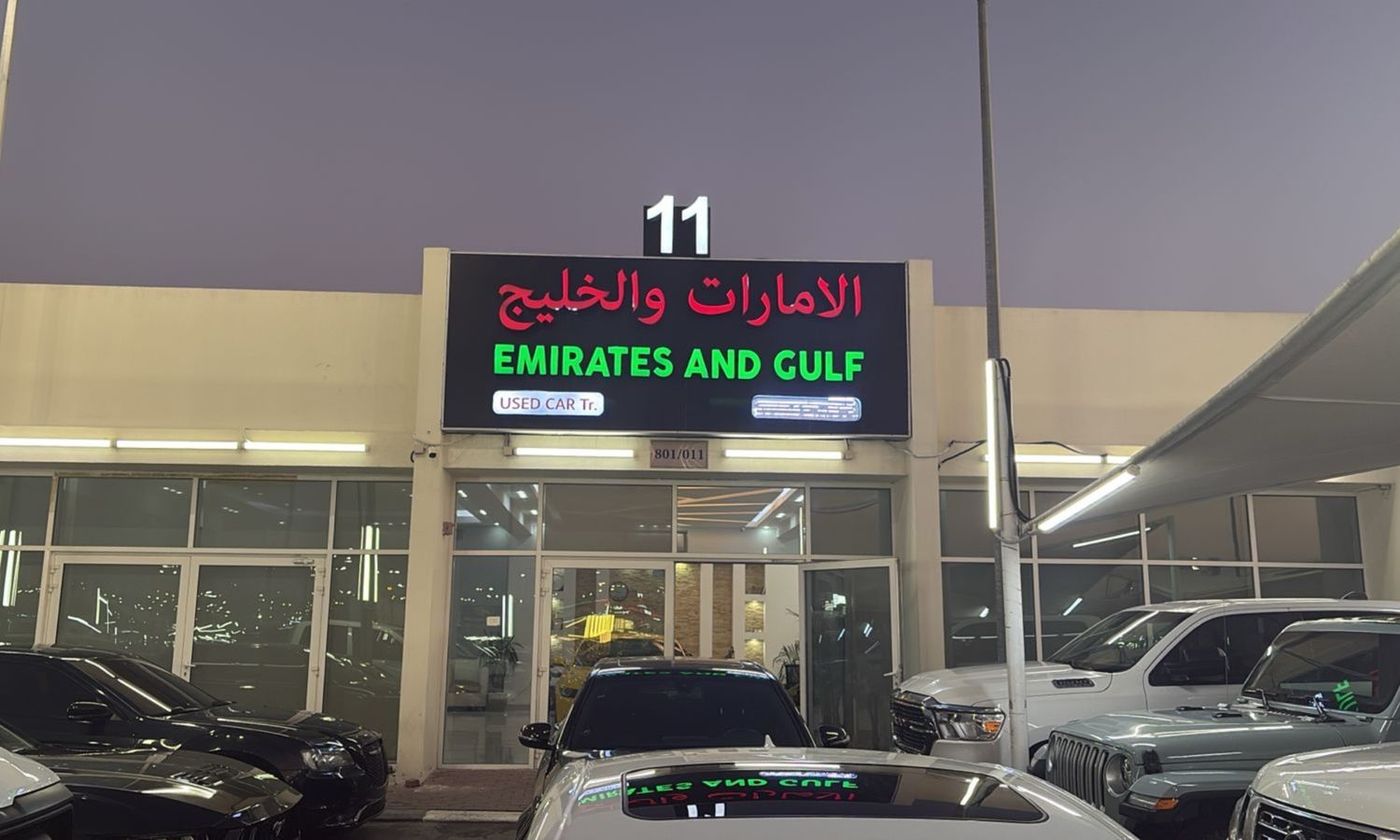 11
الامارات والخليج
EMIRATES AND GULF
USED CAR Tr.
801/011